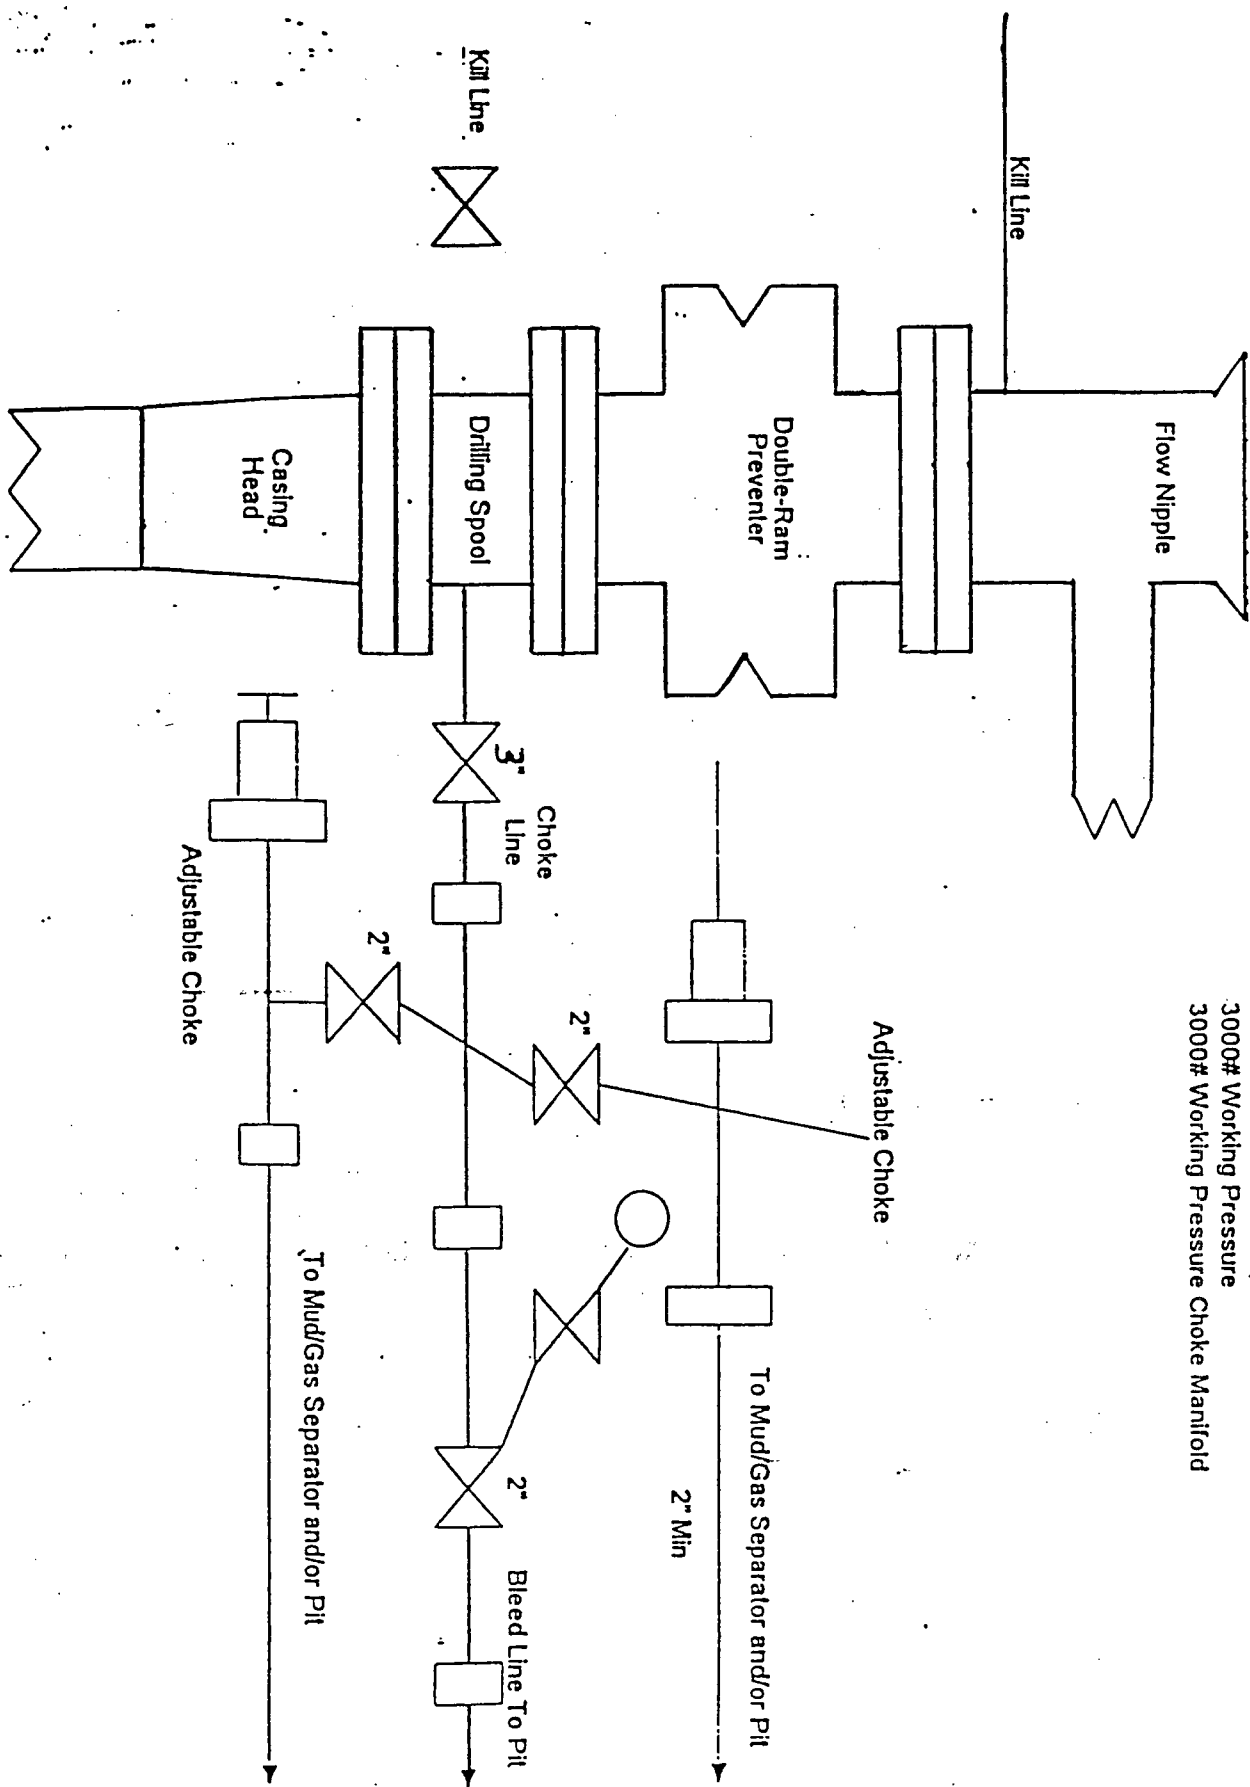 3000# Working Pressure
3000# Working Pressure Choke Manifold
Kill Line
Flow Nipple
Double-Ram
Preventer
Adjustable Choke
To Mud/Gas Separator and/or Pit
2" Min
Kill Line
Drilling Spool
3"
Choke
Line
2"
2"
2"
Bleed Line To Pit
Casing
Head
Adjustable Choke
To Mud/Gas Separator and/or Pit